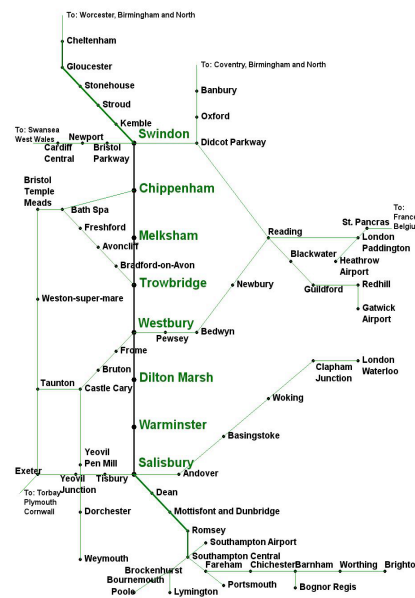 To: Worcester, Birmingham and North
Cheltenham
To: Coventry, Birmingham and North
Gloucester
Stonehouse
Banbury
Stroud
Oxford
Kemble
To: Swansea
West Wales
Newport
Swindon
Didcot Parkway
Cardiff
Central
Bristol
Parkway
Bristol
Temple
Meads
Chippenham
Bath Spa
To:
France
Belgiu
St. Pancras
Freshford
Melksham
Reading
London
Paddington
Avoncliff
Blackwater
Heathrow
Airport
Bradford-on-Avon
Trowbridge
Newbury
Guildford
Redhill
Weston-super-mare
Gatwick
Airport
Westbury
Pewsey
Bedwyn
Frome
Bruton
Dilton Marsh
Clapham
Junction
London
Waterloo
Taunton
Castle Cary
Woking
Warminster
Basingstoke
Yeovil
Pen Mill
Exeter
Salisbury
Yeovil
Junction
Tisbury
Andover
To: Torbay
Plymouth
Cornwall
Dean
Dorchester
Mottisfont and Dunbridge
Romsey
Southampton Airport
Weymouth
Southampton Central
Brockenhurst
Fareham
Chichester
Barnham
Worthing
Brighto
Bournemouth
Poole
Lymington
Portsmouth
Bognor Regis